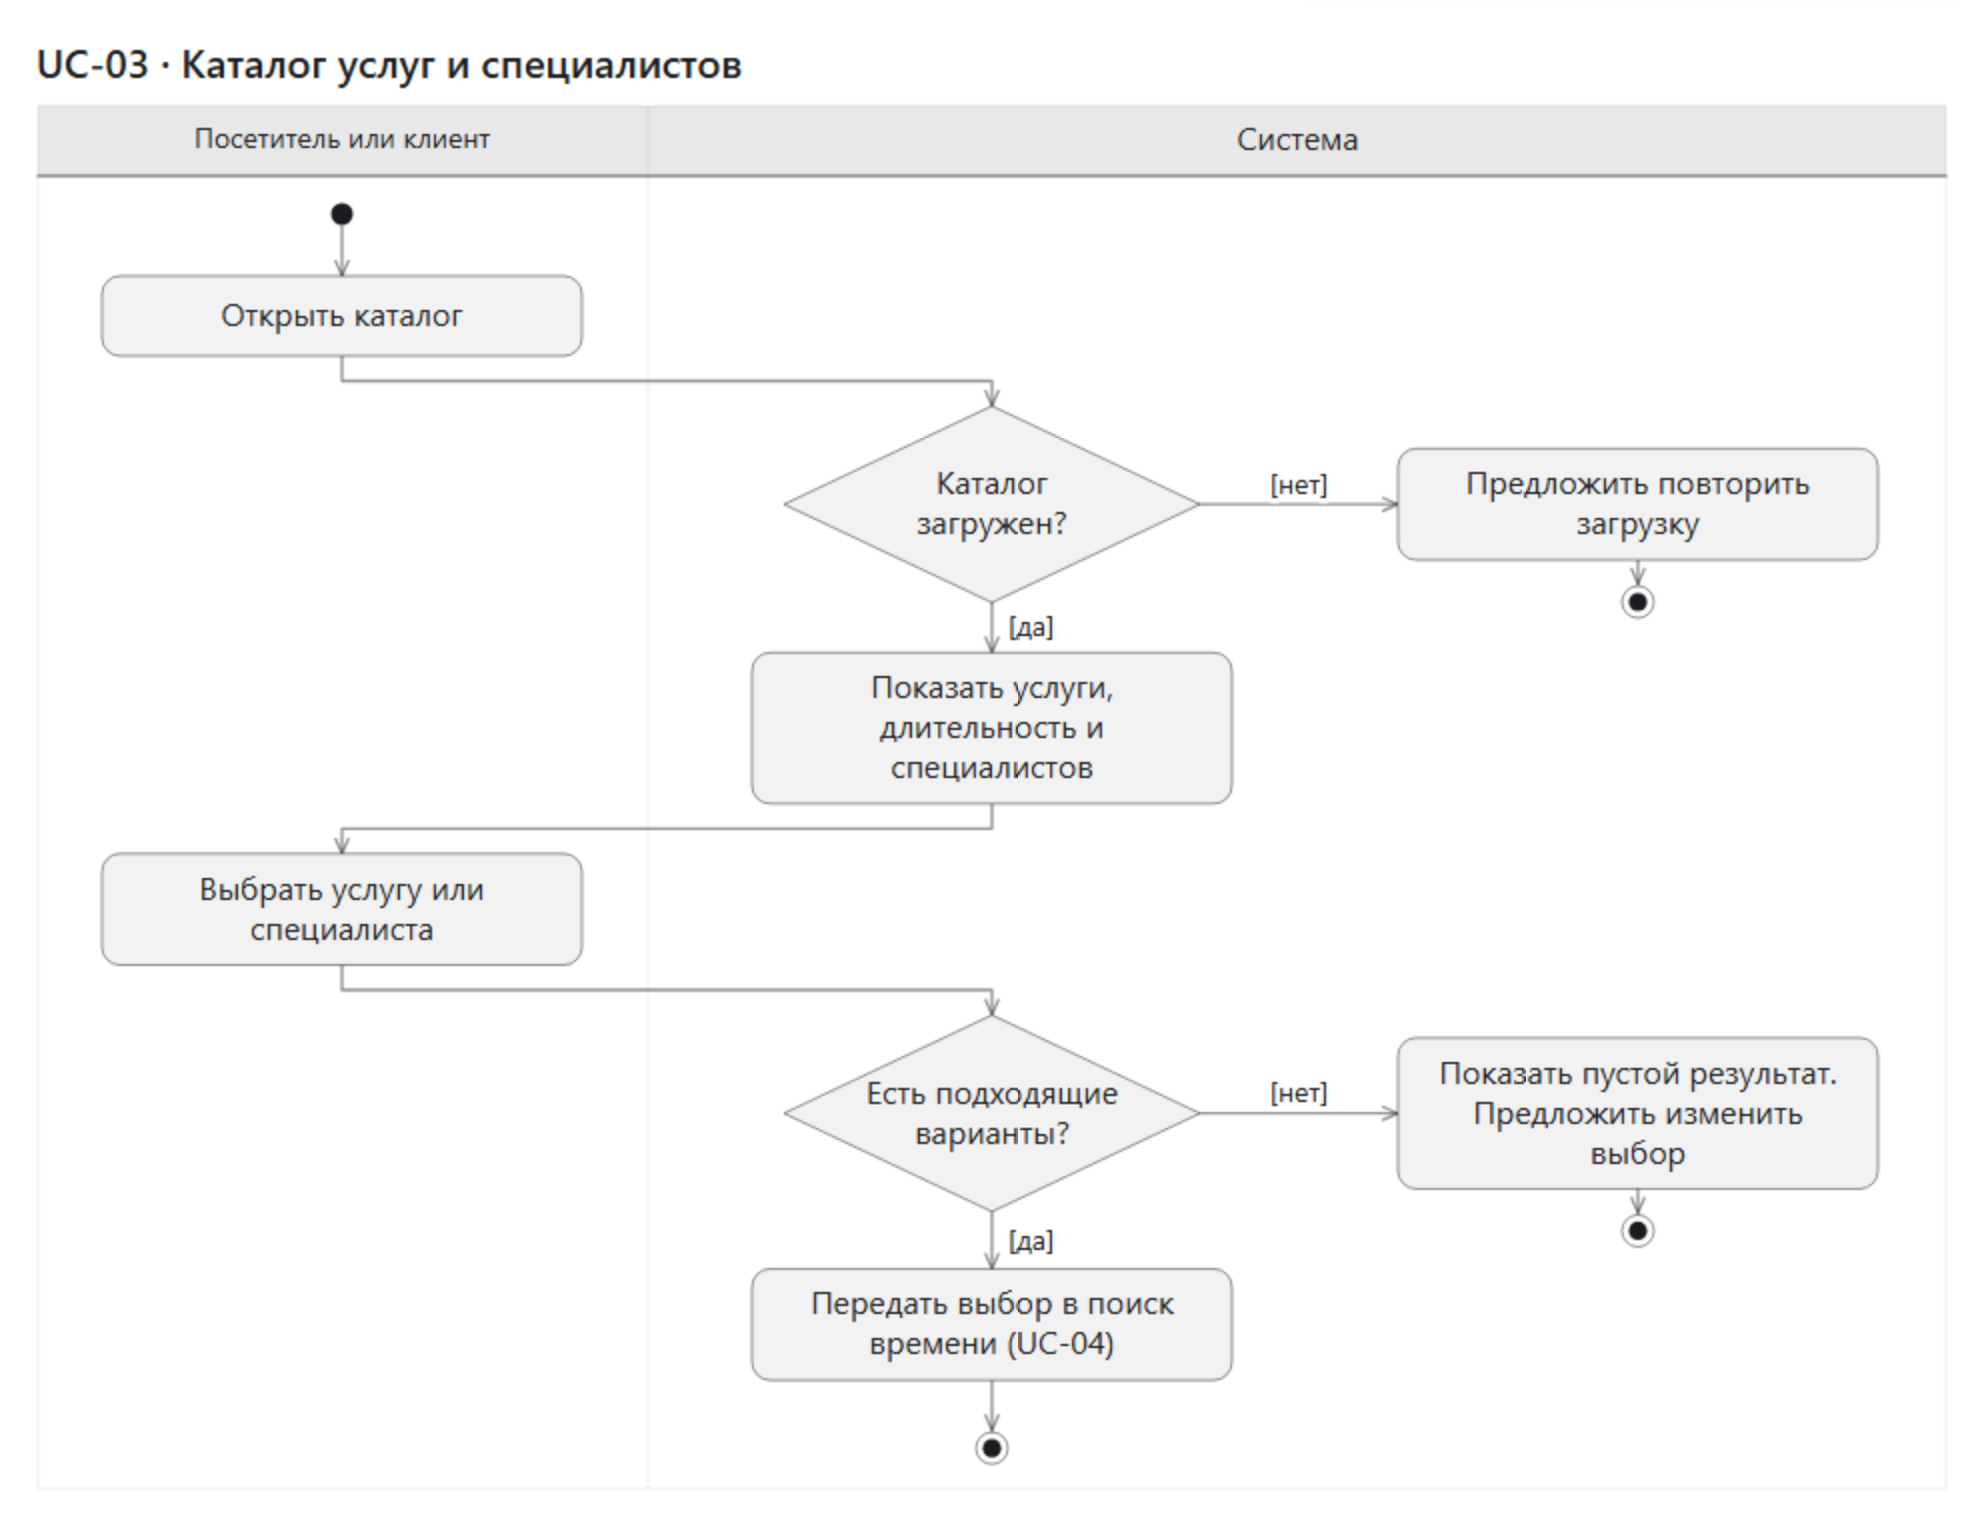 UC-03 · Каталог услуг и специалистов
Посетитель или клиент
Система
Открыть каталог
Каталог
загружен?
[нет]
Предложить повторить
загрузку
[да]
Показать услуги,
длительность и
специалистов
Выбрать услугу или
специалиста
Есть подходящие
варианты?
[нет]
Показать пустой результат.
Предложить изменить
выбор
[да]
Передать выбор в поиск
времени (UC-04)